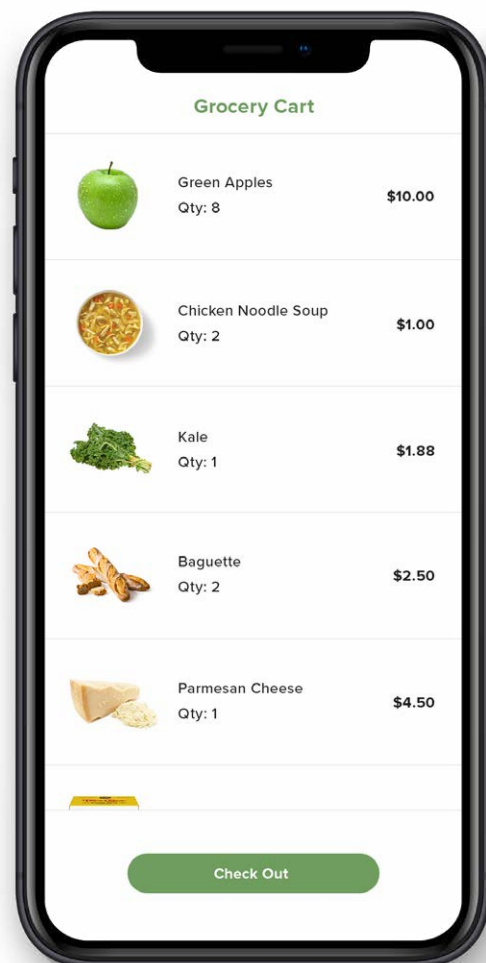 Grocery Cart
Green Apples
Qty: 8
$10.00
Chicken Noodle Soup
Qty: 2
$1.00
Kale
Qty: 1
$1.88
Baguette
Qty: 2
$2.50
Parmesan Cheese
Qty: 1
$4.50
Check Out